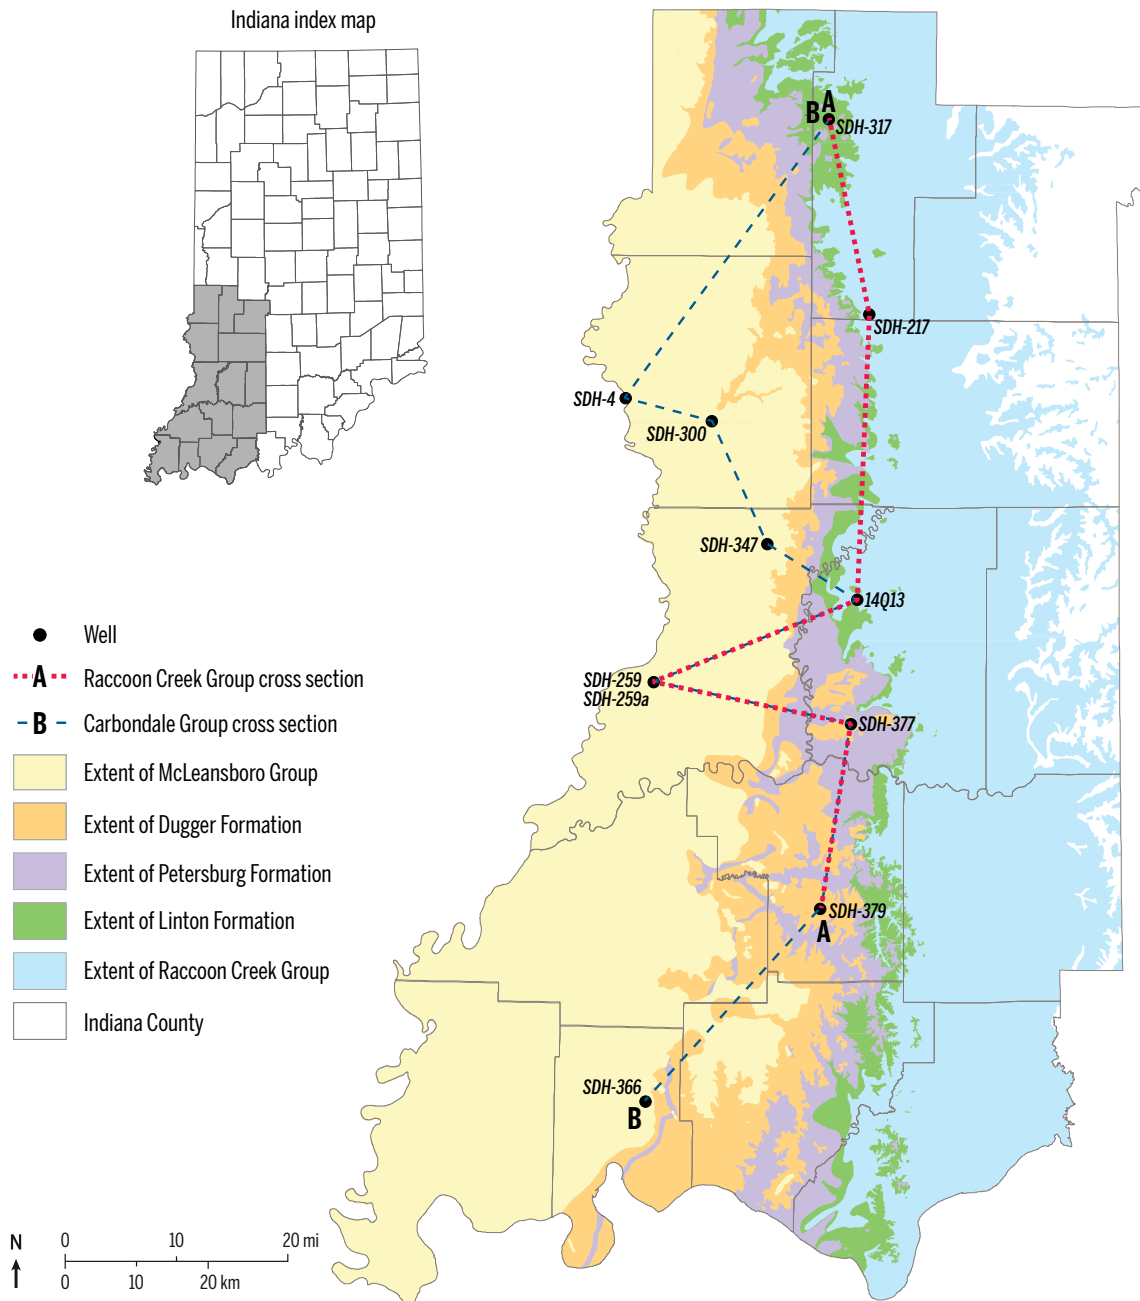 Indiana index map
A
B
SDH-317
SDH-217
SDH-4
SDH-300
SDH-347
14Q13
SDH-259
SDH-259a
SDH-377
SDH-379
A
SDH-366
B
Well
A Raccoon Creek Group cross section
B Carbondale Group cross section
Extent of McLeansboro Group
Extent of Dugger Formation
Extent of Petersburg Formation
Extent of Linton Formation
Extent of Raccoon Creek Group
Indiana County
N
0 10 20 mi
0 10 20 km